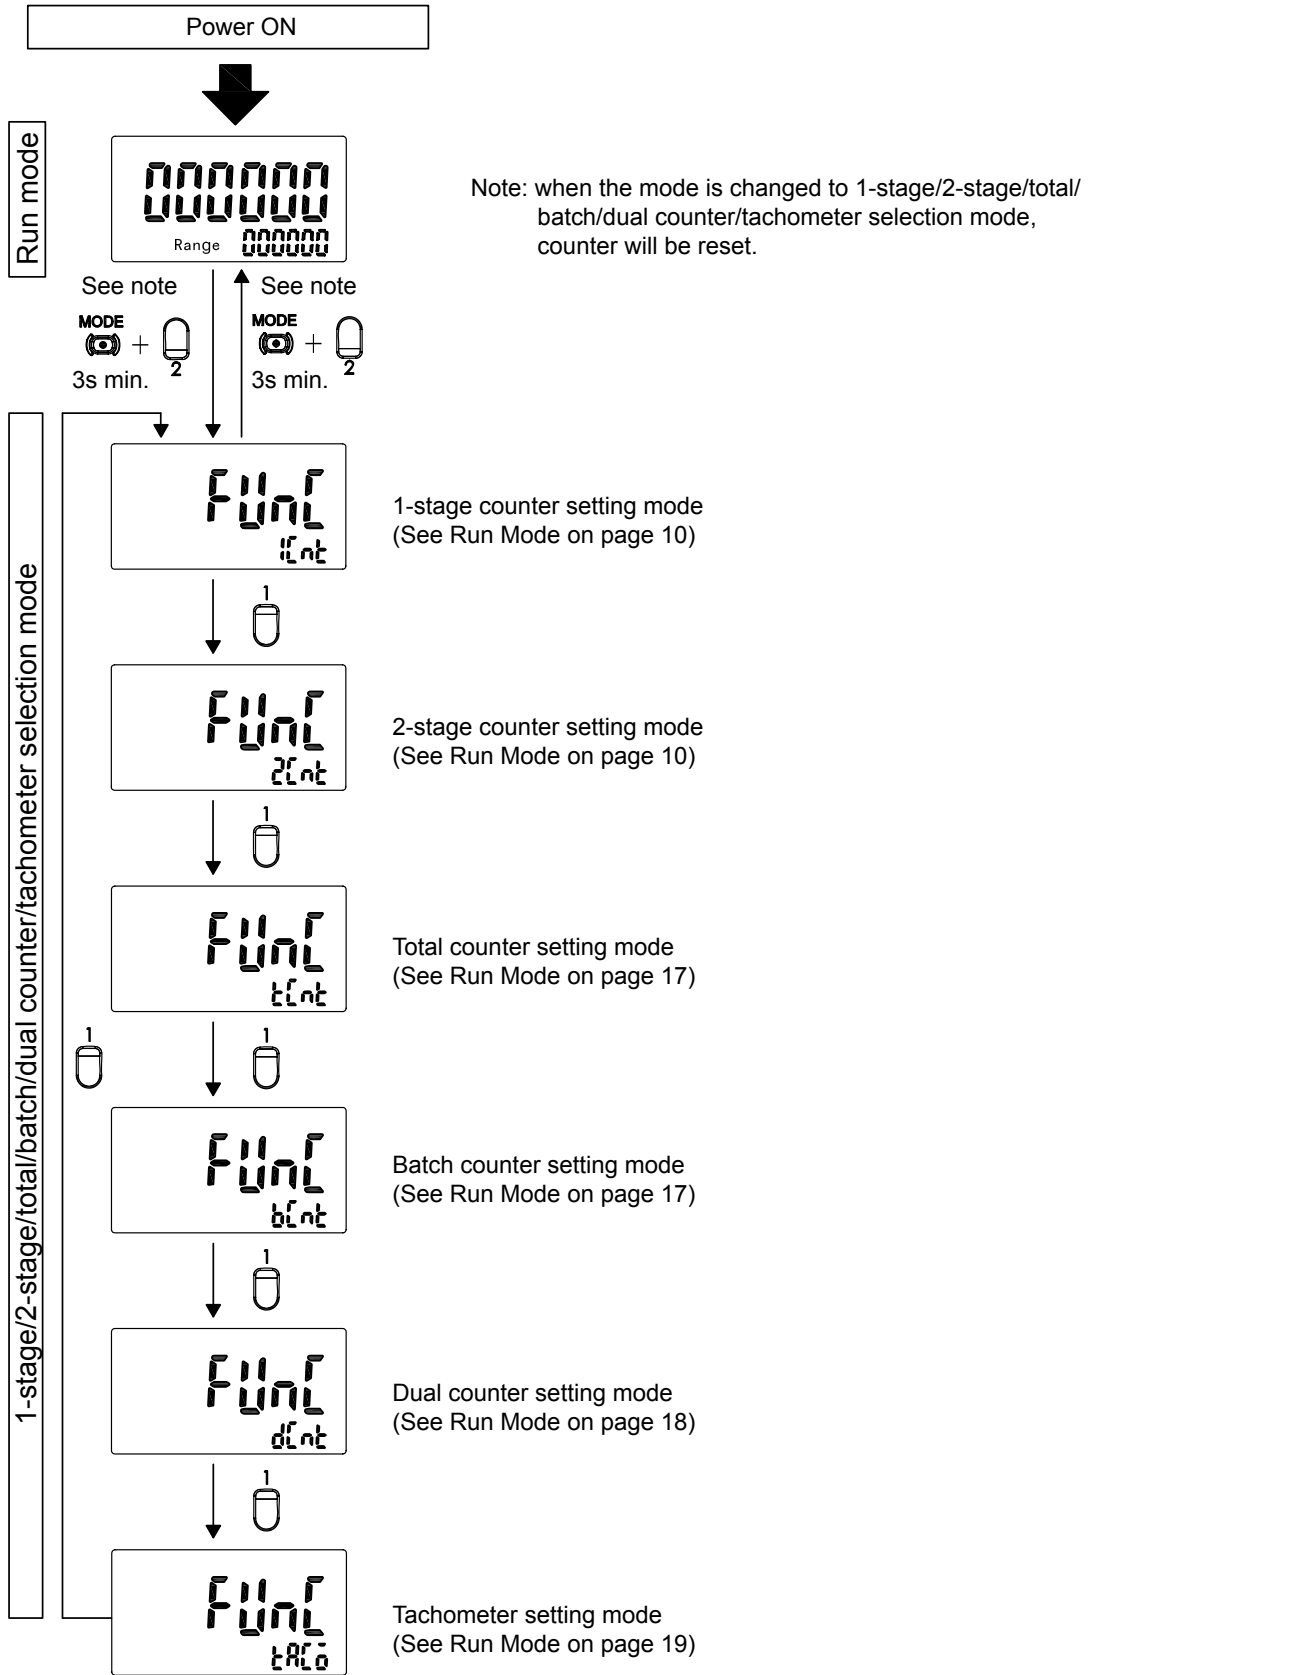 Power ON
Run mode
000000
Range 000000
Note: when the mode is changed to 1-stage/2-stage/total/
batch/dual counter/tachometer selection mode,
counter will be reset.
See note
See note
MODE
+
2
3s min.
MODE
+
2
3s min.
1-stage/2-stage/total/batch/dual counter/tachometer selection mode
FUnC
1Cnt
1-stage counter setting mode
(See Run Mode on page 10)
1
FUnC
2Cnt
2-stage counter setting mode
(See Run Mode on page 10)
1
FUnC
tCnt
Total counter setting mode
(See Run Mode on page 17)
1
1
FUnC
bCnt
Batch counter setting mode
(See Run Mode on page 17)
1
FUnC
dCnt
Dual counter setting mode
(See Run Mode on page 18)
1
FUnC
tACo
Tachometer setting mode
(See Run Mode on page 19)